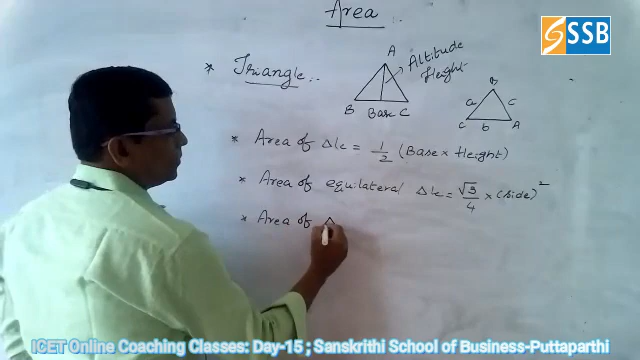 Area
SSB
* Triangle :-
A
Altitude
Height
B Base C
B
a c
C b A
* Area of Δle = 1/2 (Base × Height)
* Area of equilateral Δle = √3/4 × (side)²
* Area of Δ
ICET Online Coaching Classes: Day-15 ; Sanskrithi School of Business-Puttaparthi